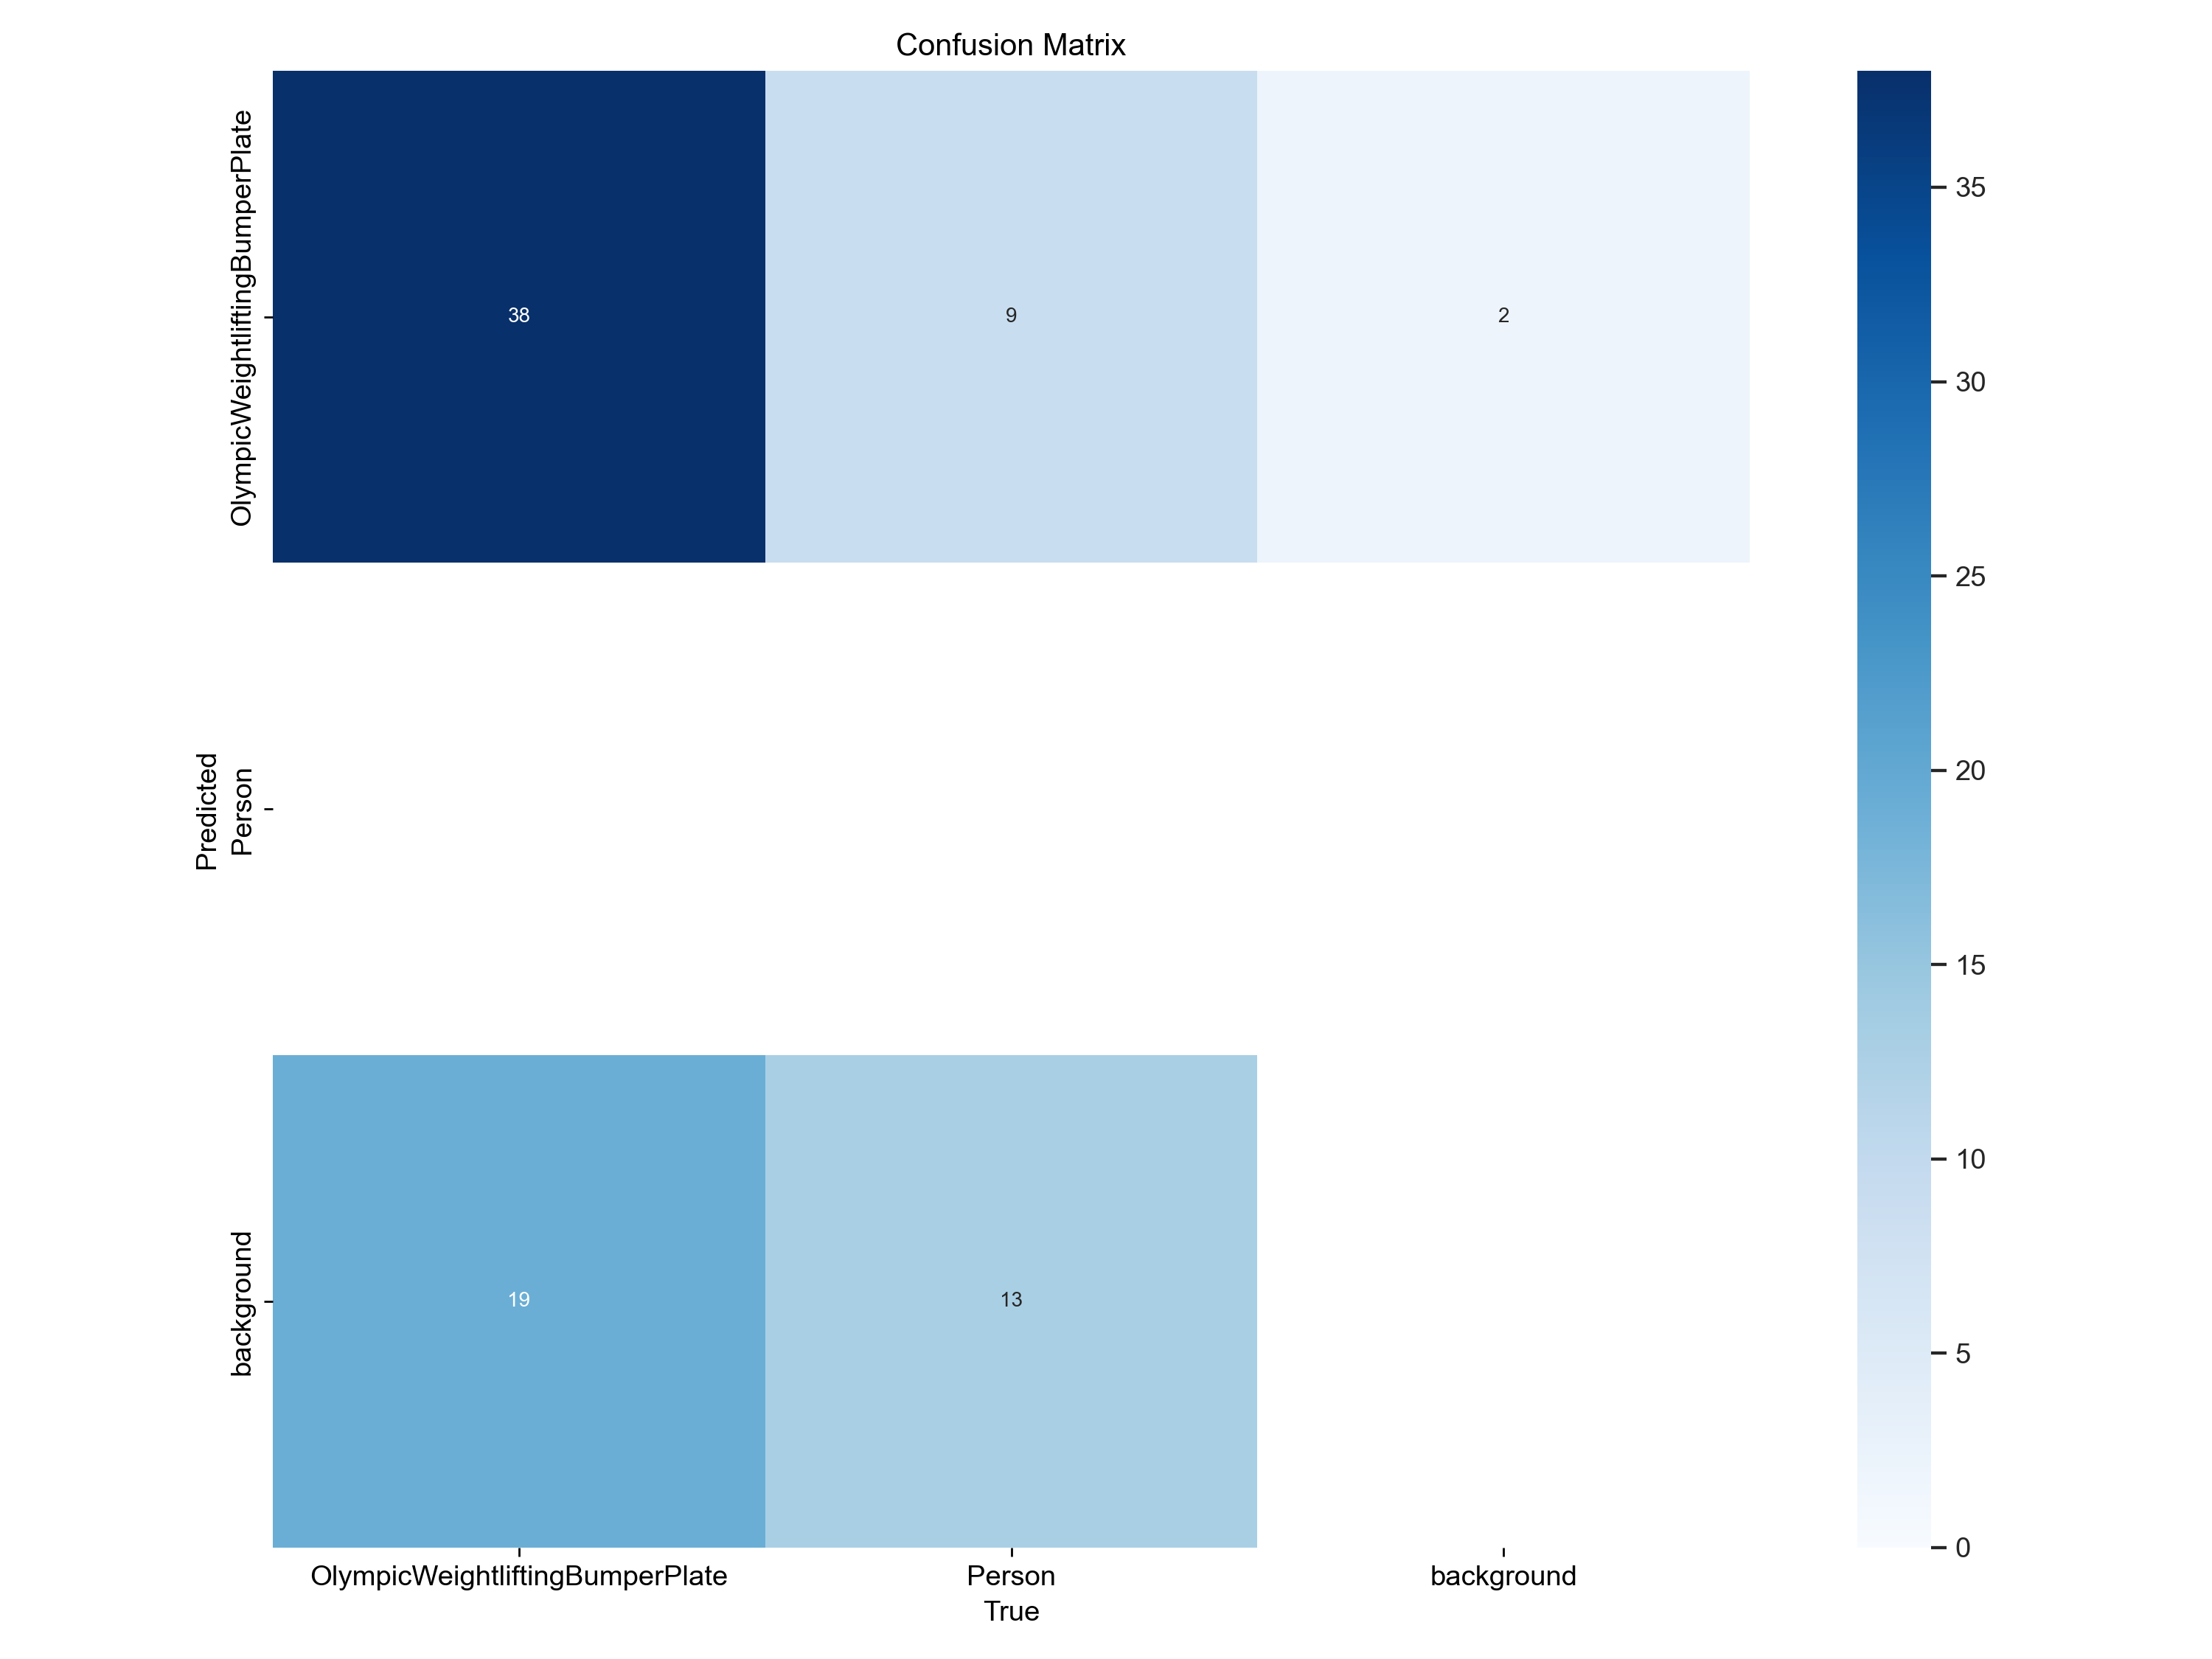 Confusion Matrix
OlympicWeightliftingBumperPlate
38
9
2
35
30
25
20
15
10
5
0
Predicted
Person
background
19
13
OlympicWeightliftingBumperPlate
Person
background
True